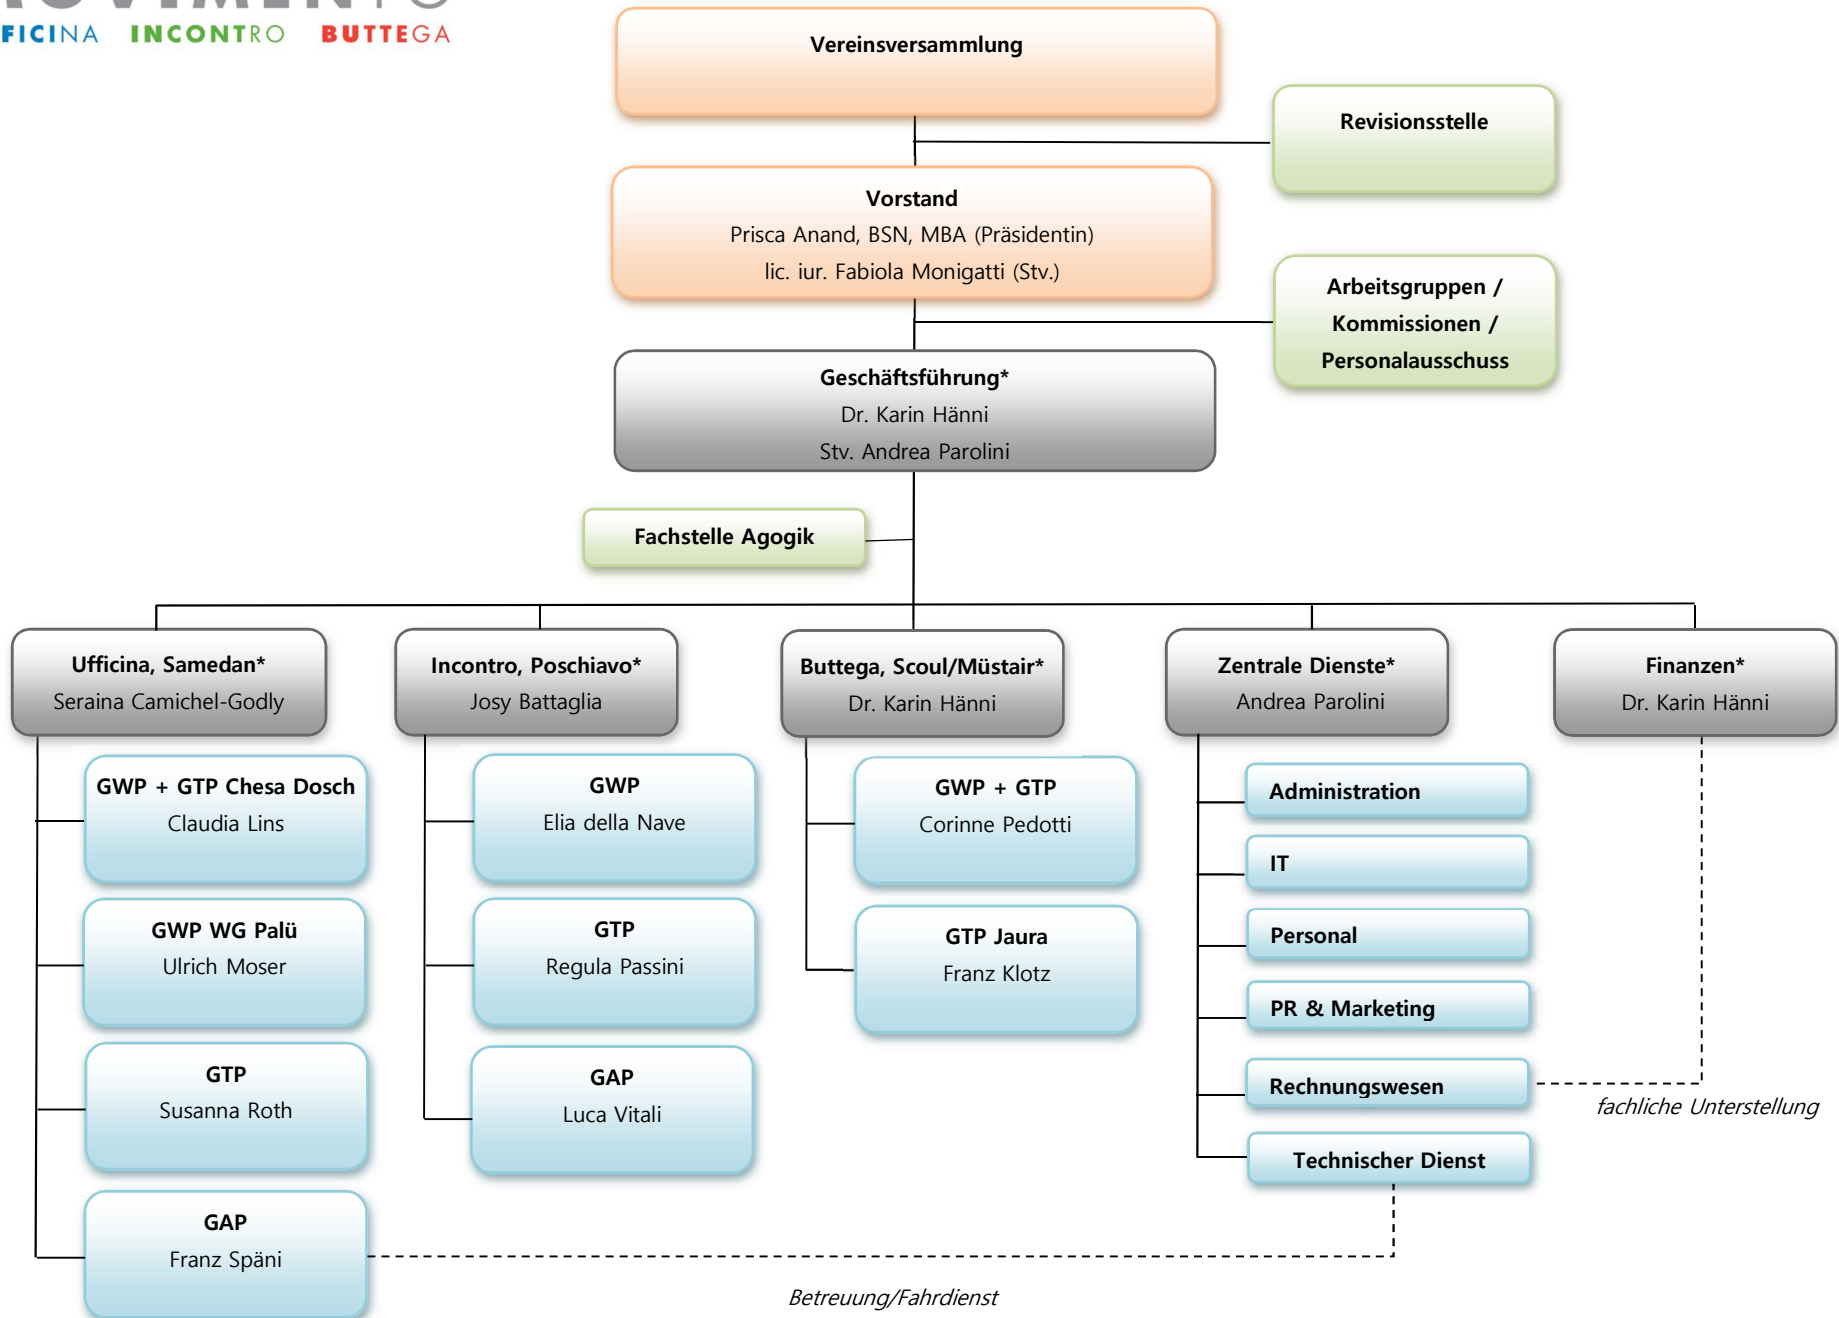 INCONTRO BUTTEGA
Vereinsversammlung
Revisionsstelle
Vorstand
Prisca Anand, BSN, MBA (Präsidentin)
lic. iur. Fabiola Monigatti (Stv.)
Arbeitsgruppen /
Kommissionen /
Personalausschuss
Geschäftsführung*
Dr. Karin Hänni
Stv. Andrea Parolini
Fachstelle Agogik
Ufficina, Samedan*
Seraina Camichel-Godly
Incontro, Poschiavo*
Josy Battaglia
Buttega, Scoul/Müstair*
Dr. Karin Hänni
Zentrale Dienste*
Andrea Parolini
Finanzen*
Dr. Karin Hänni
GWP + GTP Chesa Dosch
Claudia Lins
GWP WG Palü
Ulrich Moser
GTP
Susanna Roth
GAP
Franz Späni
GWP
Elia della Nave
GTP
Regula Passini
GAP
Luca Vitali
GWP + GTP
Corinne Pedotti
GTP Jaura
Franz Klotz
Administration
IT
Personal
PR & Marketing
Rechnungswesen
Technischer Dienst
fachliche Unterstellung
Betreuung/Fahrdienst